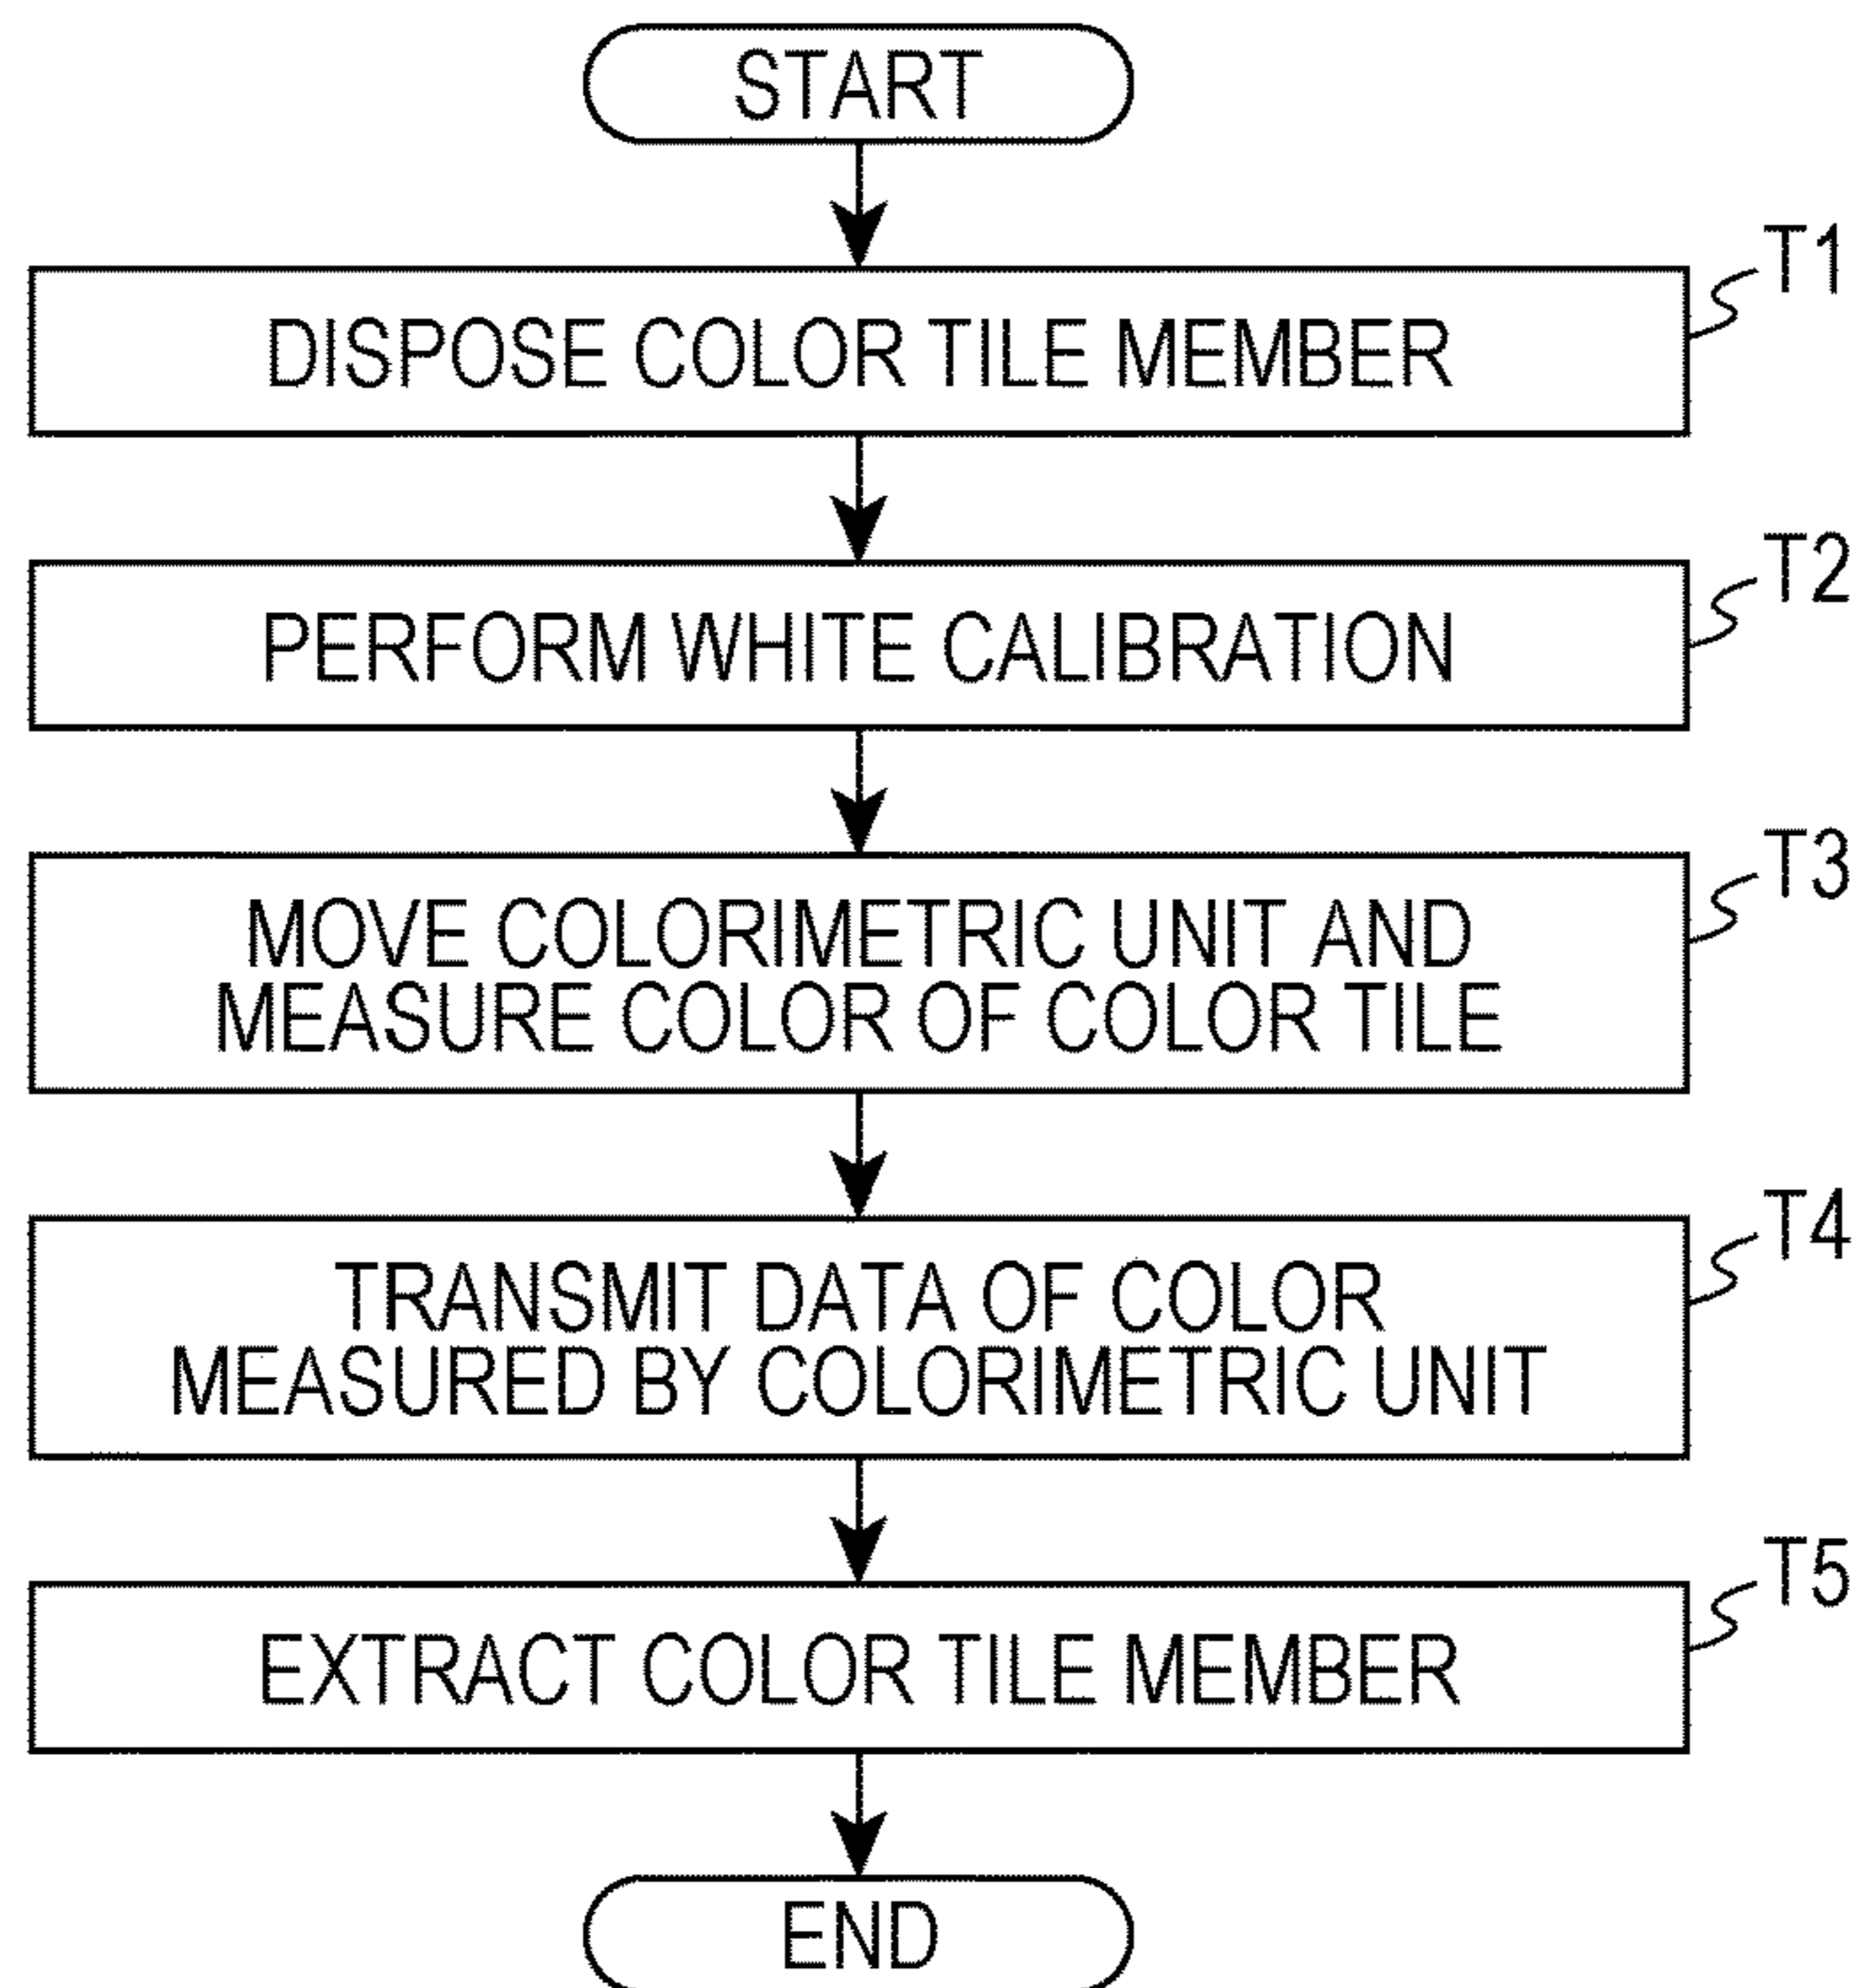 START
T1
DISPOSE COLOR TILE MEMBER
T2
PERFORM WHITE CALIBRATION
T3
MOVE COLORIMETRIC UNIT AND
MEASURE COLOR OF COLOR TILE
T4
TRANSMIT DATA OF COLOR
MEASURED BY COLORIMETRIC UNIT
T5
EXTRACT COLOR TILE MEMBER
END